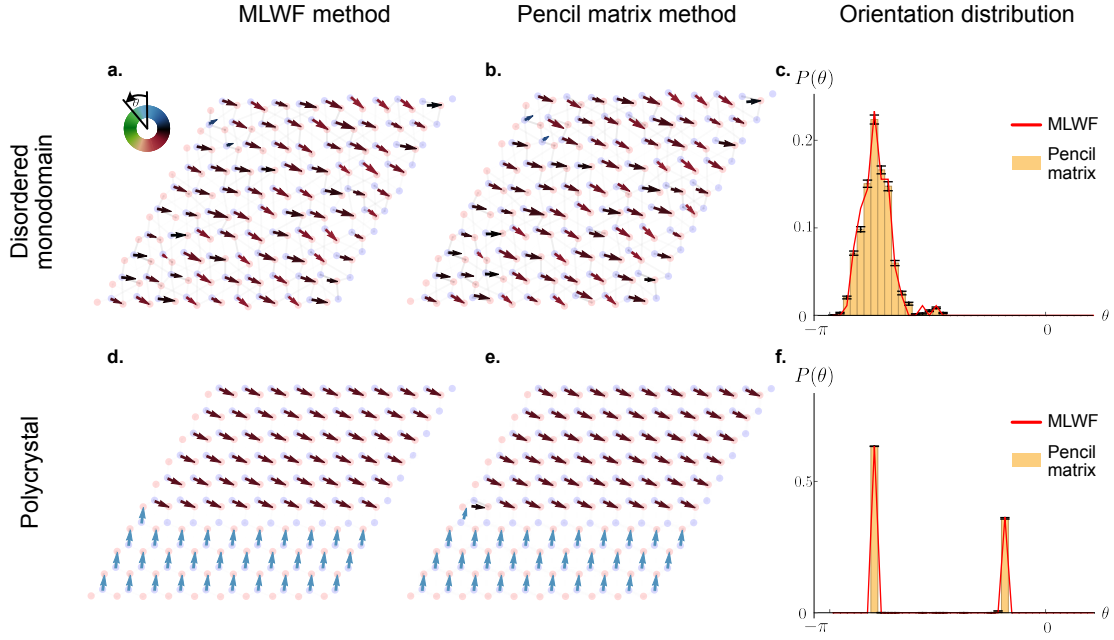 MLWF method
Pencil matrix method
Orientation distribution
Disordered
monodomain
a.
θ
b.
c.
P(θ)
0.2
0.1
0
−π
0
θ
MLWF
Pencil
matrix
Polycrystal
d.
e.
f.
P(θ)
0.5
0
−π
0
θ
MLWF
Pencil
matrix